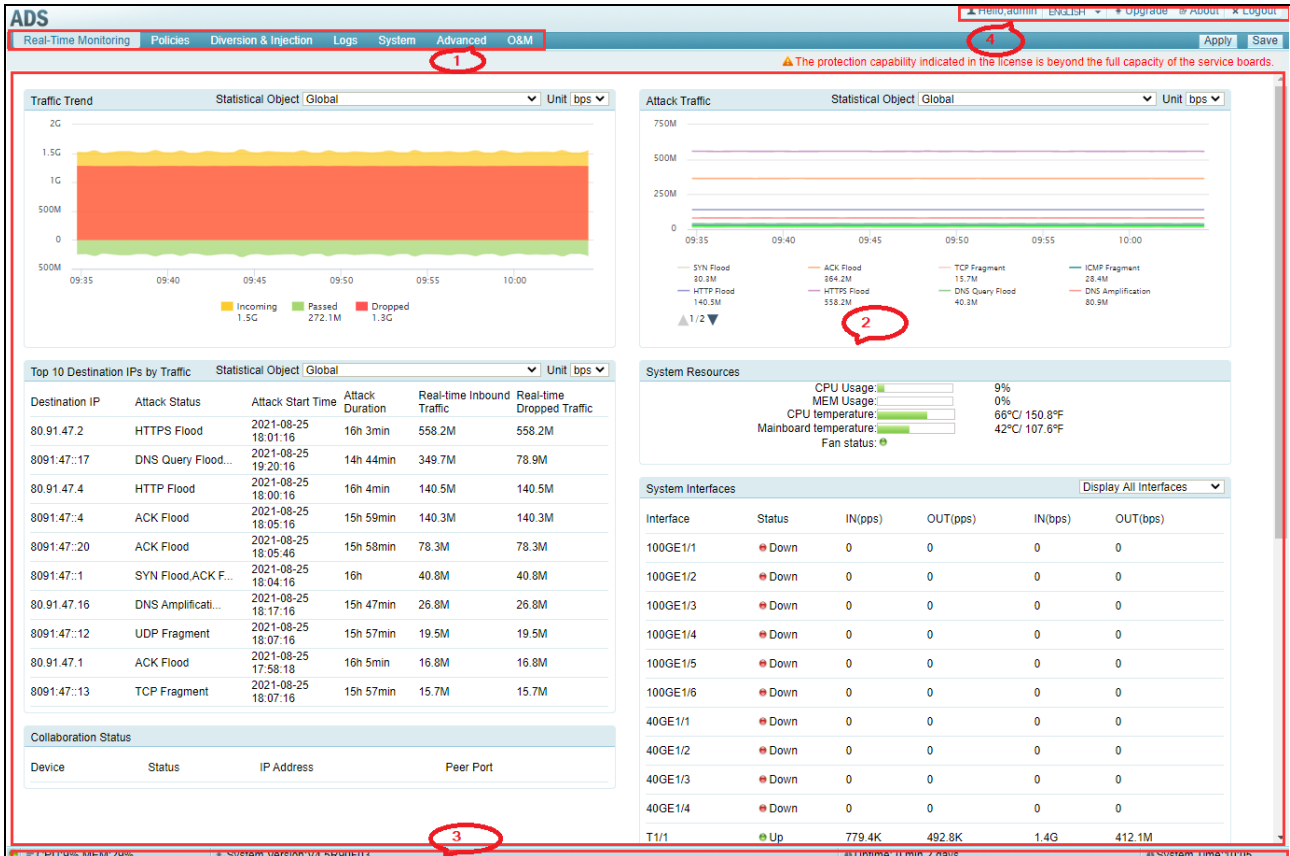 ADS
Hello,admin ENGLISH Upgrade About Logout
Real-Time Monitoring Policies Diversion & Injection Logs System Advanced O&M Apply Save
4
1
The protection capability indicated in the license is beyond the full capacity of the service boards.
Traffic Trend Statistical Object Global Unit bps
2G
1.5G
1G
500M
0
500M
09:35 09:40 09:45 09:50 09:55 10:00
Incoming Passed Dropped
1.5G 272.1M 1.3G
Attack Traffic Statistical Object Global Unit bps
750M
500M
250M
0
09:35 09:40 09:45 09:50 09:55 10:00
SYN Flood ACK Flood TCP Fragment ICMP Fragment
30.3M 364.2M 15.7M 28.4M
HTTP Flood HTTPS Flood DNS Query Flood DNS Amplification
140.5M 558.2M 40.3M 80.9M
1/2
2
Top 10 Destination IPs by Traffic Statistical Object Global Unit bps
Destination IP Attack Status Attack Start Time Attack Duration Real-time Inbound Traffic Real-time Dropped Traffic
80.91.47.2 HTTPS Flood 2021-08-25 18:01:16 16h 3min 558.2M 558.2M
8091:47::17 DNS Query Flood... 2021-08-25 19:20:16 14h 44min 349.7M 78.9M
80.91.47.4 HTTP Flood 2021-08-25 18:00:16 16h 4min 140.5M 140.5M
8091:47::4 ACK Flood 2021-08-25 18:05:16 15h 59min 140.3M 140.3M
8091:47::20 ACK Flood 2021-08-25 18:05:46 15h 58min 78.3M 78.3M
8091:47::1 SYN Flood,ACK F... 2021-08-25 18:04:16 16h 40.8M 40.8M
80.91.47.16 DNS Amplificati... 2021-08-25 18:17:16 15h 47min 26.8M 26.8M
8091:47::12 UDP Fragment 2021-08-25 18:07:16 15h 57min 19.5M 19.5M
80.91.47.1 ACK Flood 2021-08-25 17:58:18 16h 5min 16.8M 16.8M
8091:47::13 TCP Fragment 2021-08-25 18:07:16 15h 57min 15.7M 15.7M
Collaboration Status
Device Status IP Address Peer Port
System Resources
CPU Usage: 9%
MEM Usage: 0%
CPU temperature: 66°C/ 150.8°F
Mainboard temperature: 42°C/ 107.6°F
Fan status:
System Interfaces Display All Interfaces
Interface Status IN(pps) OUT(pps) IN(bps) OUT(bps)
100GE1/1 Down 0 0 0 0
100GE1/2 Down 0 0 0 0
100GE1/3 Down 0 0 0 0
100GE1/4 Down 0 0 0 0
100GE1/5 Down 0 0 0 0
100GE1/6 Down 0 0 0 0
40GE1/1 Down 0 0 0 0
40GE1/2 Down 0 0 0 0
40GE1/3 Down 0 0 0 0
40GE1/4 Down 0 0 0 0
T1/1 Up 779.4K 492.8K 1.4G 412.1M
3
CPU:9% MEM:29% System Version:V4.5R90F03 Uptime: 0 min 2 days System Time:10:05